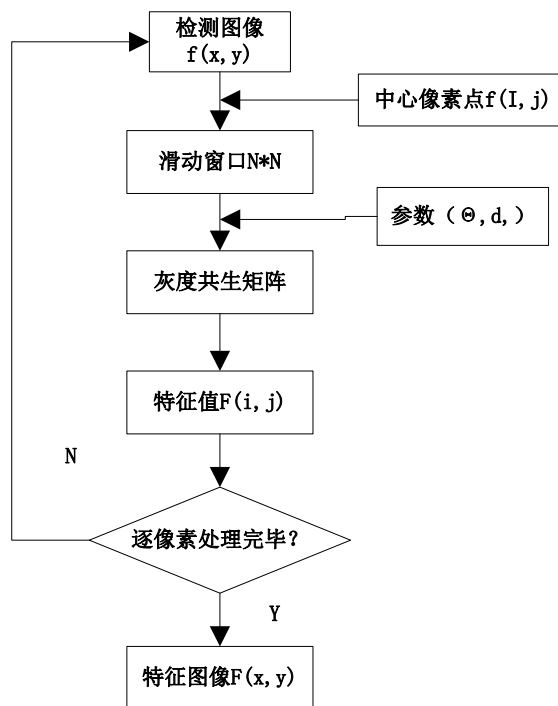 检测图像
f(x,y)
中心像素点f(I,j)
滑动窗口N*N
参数（Θ,d,）
灰度共生矩阵
特征值F(i,j)
N
逐像素处理完毕？
Y
特征图像F(x,y)